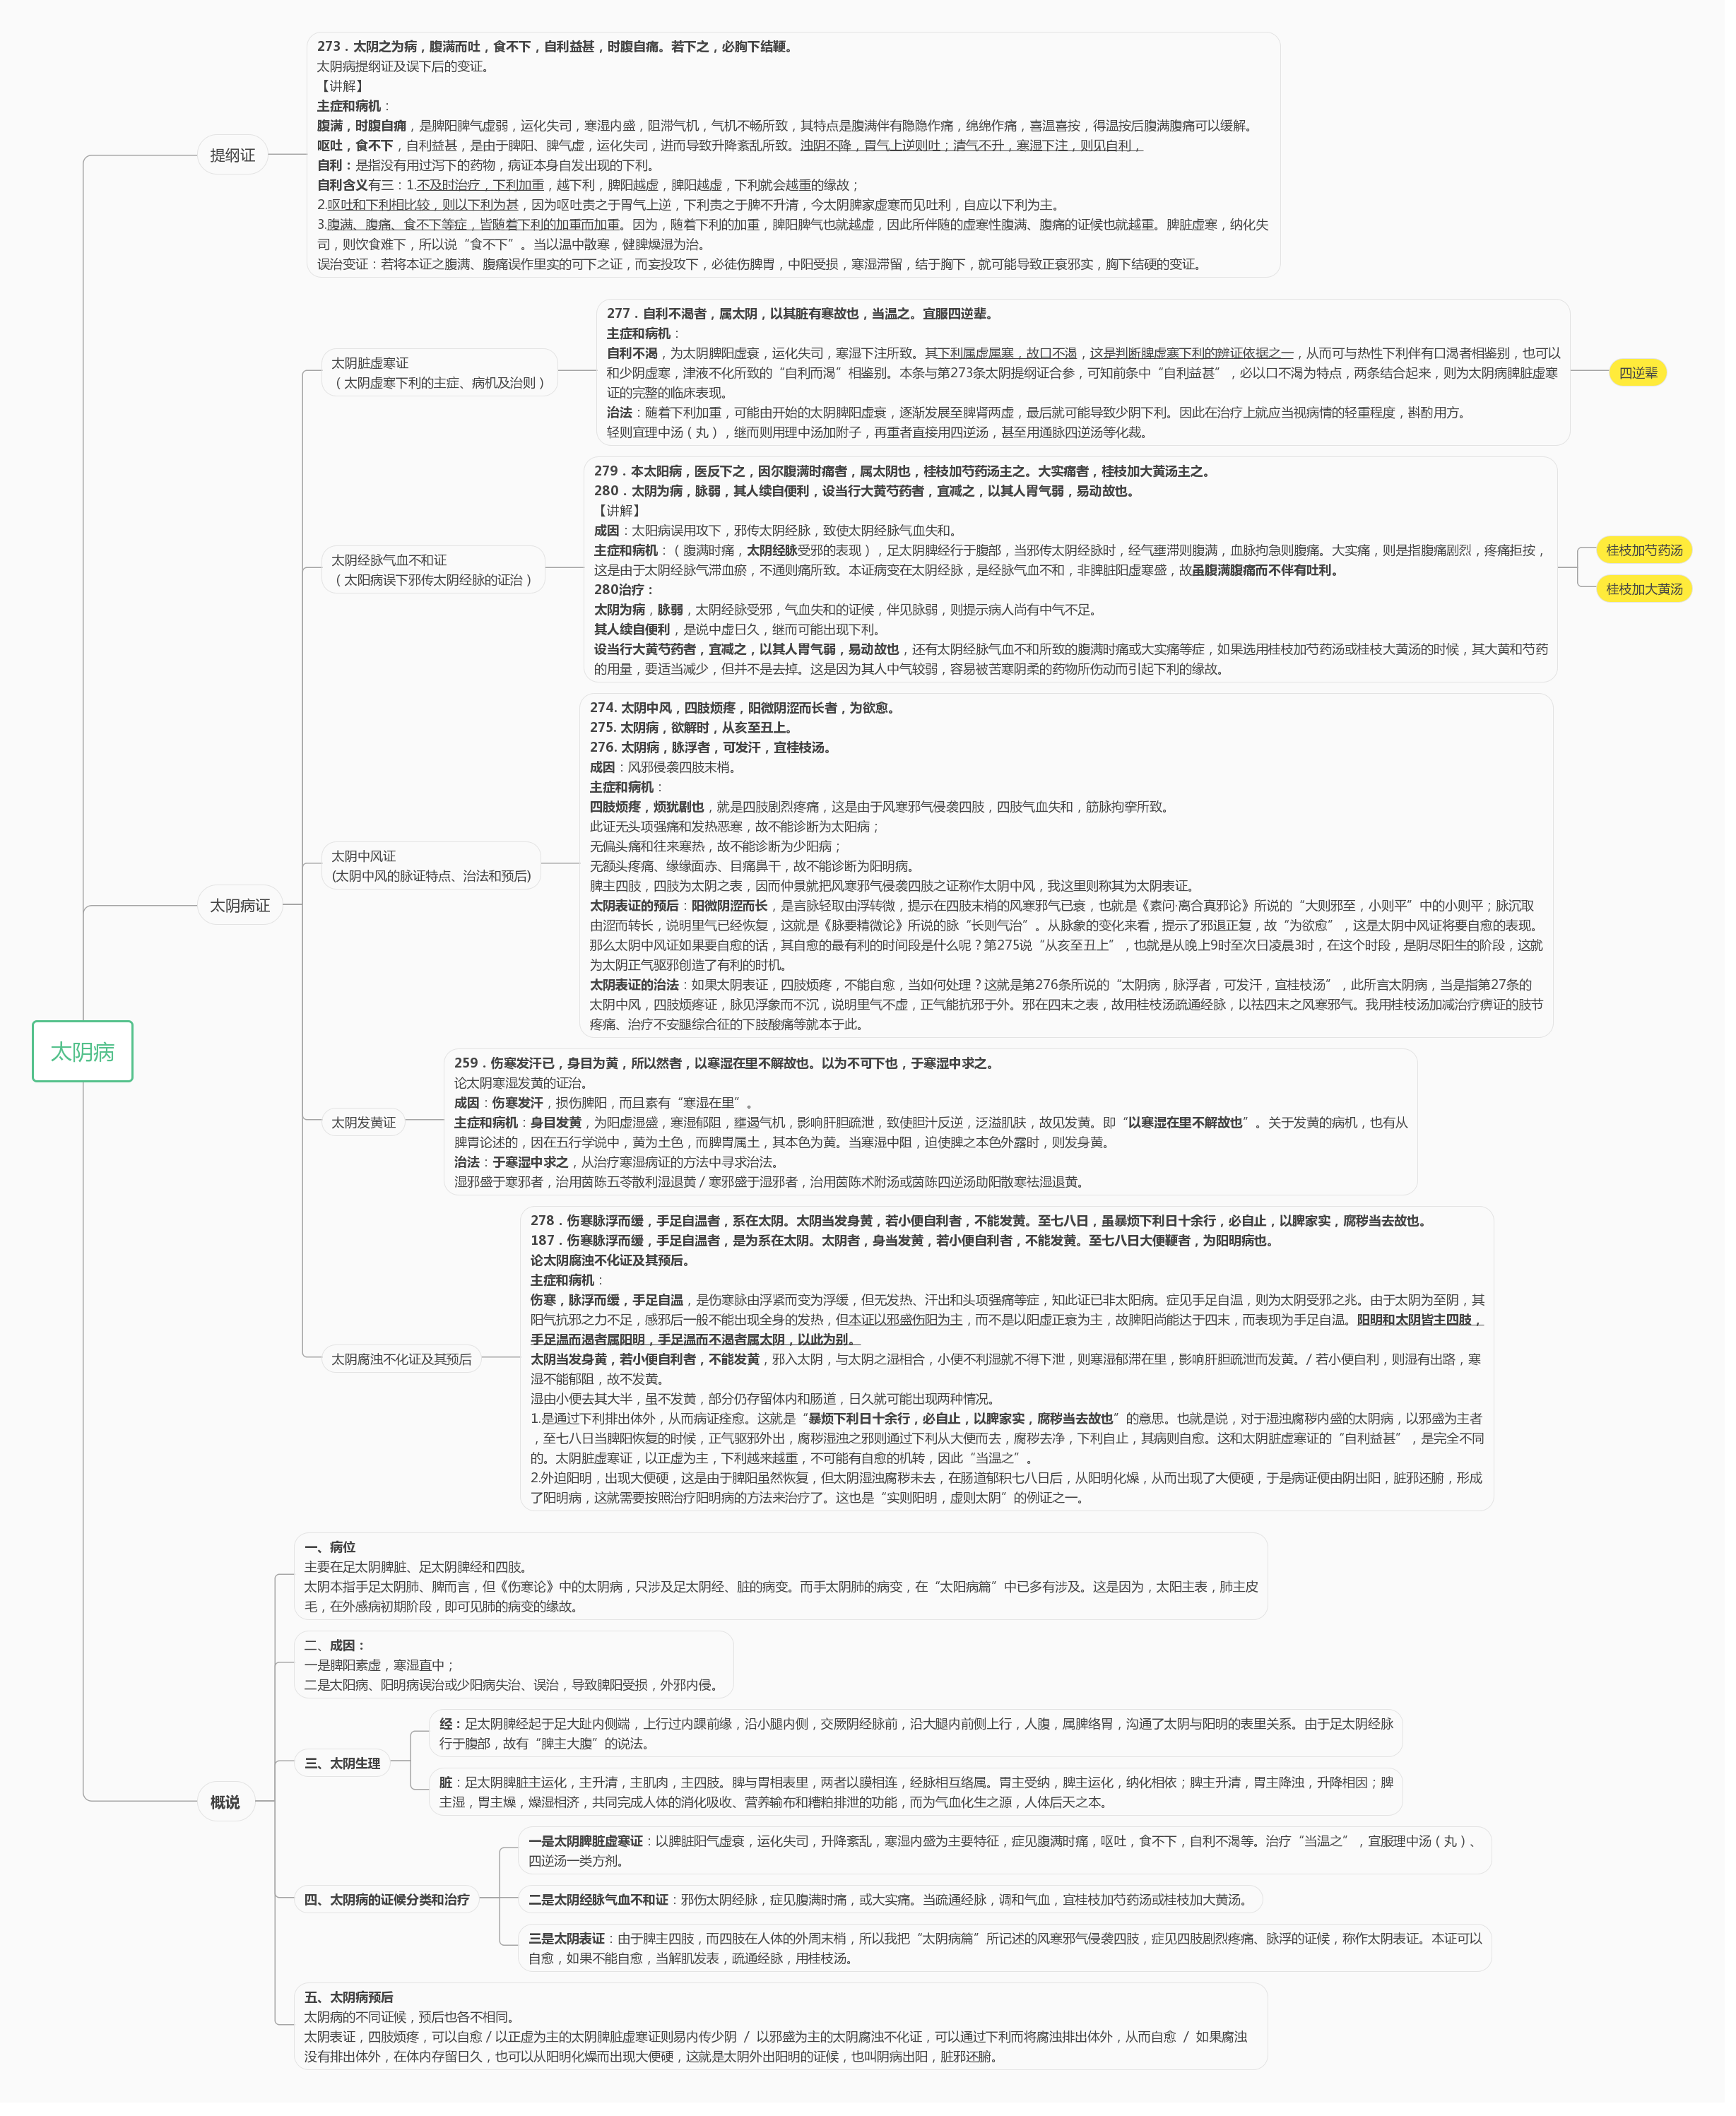 太阴病
提纲证
273．太阴之为病，腹满而吐，食不下，自利益甚，时腹自痛。若下之，必胸下结鞕。
太阴病提纲证及误下后的变证。
【讲解】
主症和病机：
腹满，时腹自痛，是脾阳脾气虚弱，运化失司，寒湿内盛，阻滞气机，气机不畅所致，其特点是腹满伴有隐隐作痛，绵绵作痛，喜温喜按，得温按后腹满腹痛可以缓解。
呕吐，食不下，自利益甚，是由于脾阳、脾气虚，运化失司，进而导致升降紊乱所致。浊阴不降，胃气上逆则吐；清气不升，寒湿下注，则见自利，
自利：是指没有用过泻下的药物，病证本身自发出现的下利。
自利含义有三：1.不及时治疗，下利加重，越下利，脾阳越虚，脾阳越虚，下利就会越重的缘故；
2.呕吐和下利相比较，则以下利为甚，因为呕吐责之于胃气上逆，下利责之于脾不升清，今太阴脾家虚寒而见吐利，自应以下利为主。
3.腹满、腹痛、食不下等症，皆随着下利的加重而加重。因为，随着下利的加重，脾阳脾气也就越虚，因此所伴随的虚寒性腹满、腹痛的证候也就越重。脾脏虚寒，纳化失
司，则饮食难下，所以说“食不下”。当以温中散寒，健脾燥湿为治。
误治变证：若将本证之腹满、腹痛误作里实的可下之证，而妄投攻下，必徒伤脾胃，中阳受损，寒湿滞留，结于胸下，就可能导致正衰邪实，胸下结硬的变证。
太阴病证
太阴脏虚寒证
（太阴虚寒下利的主症、病机及治则）
277．自利不渴者，属太阴，以其脏有寒故也，当温之。宜服四逆辈。
主症和病机：
自利不渴，为太阴脾阳虚衰，运化失司，寒湿下注所致。其下利属虚属寒，故口不渴，这是判断脾虚寒下利的辨证依据之一，从而可与热性下利伴有口渴者相鉴别，也可以
和少阴虚寒，津液不化所致的“自利而渴”相鉴别。本条与第273条太阴提纲证合参，可知前条中“自利益甚”，必以口不渴为特点，两条结合起来，则为太阴病脾脏虚寒
证的完整的临床表现。
治法：随着下利加重，可能由开始的太阴脾阳虚衰，逐渐发展至脾肾两虚，最后就可能导致少阴下利。因此在治疗上就应当视病情的轻重程度，斟酌用方。
轻则宜理中汤（丸），继而则用理中汤加附子，再重者直接用四逆汤，甚至用通脉四逆汤等化裁。
四逆辈
太阴经脉气血不和证
（太阳病误下邪传太阴经脉的证治）
279．本太阳病，医反下之，因尔腹满时痛者，属太阴也，桂枝加芍药汤主之。大实痛者，桂枝加大黄汤主之。
280．太阴为病，脉弱，其人续自便利，设当行大黄芍药者，宜减之，以其人胃气弱，易动故也。
【讲解】
成因：太阳病误用攻下，邪传太阴经脉，致使太阴经脉气血失和。
主症和病机：（腹满时痛，太阴经脉受邪的表现），足太阴脾经行于腹部，当邪传太阴经脉时，经气壅滞则腹满，血脉拘急则腹痛。大实痛，则是指腹痛剧烈，疼痛拒按，
这是由于太阴经脉气滞血瘀，不通则痛所致。本证病变在太阴经脉，是经脉气血不和，非脾脏阳虚寒盛，故虽腹满腹痛而不伴有吐利。
280治疗：
太阴为病，脉弱，太阴经脉受邪，气血失和的证候，伴见脉弱，则提示病人尚有中气不足。
其人续自便利，是说中虚日久，继而可能出现下利。
设当行大黄芍药者，宜减之，以其人胃气弱，易动故也，还有太阴经脉气血不和所致的腹满时痛或大实痛等症，如果选用桂枝加芍药汤或桂枝大黄汤的时候，其大黄和芍药
的用量，要适当减少，但并不是去掉。这是因为其人中气较弱，容易被苦寒阴柔的药物所伤动而引起下利的缘故。
桂枝加芍药汤
桂枝加大黄汤
太阴中风证
(太阴中风的脉证特点、治法和预后)
274. 太阴中风，四肢烦疼，阳微阴涩而长者，为欲愈。
275. 太阴病，欲解时，从亥至丑上。
276. 太阴病，脉浮者，可发汗，宜桂枝汤。
成因：风邪侵袭四肢末梢。
主症和病机：
四肢烦疼，烦犹剧也，就是四肢剧烈疼痛，这是由于风寒邪气侵袭四肢，四肢气血失和，筋脉拘挛所致。
此证无头项强痛和发热恶寒，故不能诊断为太阳病；
无偏头痛和往来寒热，故不能诊断为少阳病；
无额头疼痛、缘缘面赤、目痛鼻干，故不能诊断为阳明病。
脾主四肢，四肢为太阴之表，因而仲景就把风寒邪气侵袭四肢之证称作太阴中风，我这里则称其为太阴表证。
太阴表证的预后：阳微阴涩而长，是言脉轻取由浮转微，提示在四肢末梢的风寒邪气已衰，也就是《素问·离合真邪论》所说的“大则邪至，小则平”中的小则平；脉沉取
由涩而转长，说明里气已经恢复，这就是《脉要精微论》所说的脉“长则气治”。从脉象的变化来看，提示了邪退正复，故“为欲愈”，这是太阴中风证将要自愈的表现。
那么太阴中风证如果要自愈的话，其自愈的最有利的时间段是什么呢？第275说“从亥至丑上”，也就是从晚上9时至次日凌晨3时，在这个时段，是阴尽阳生的阶段，这就
为太阴正气驱邪创造了有利的时机。
太阴表证的治法：如果太阴表证，四肢烦疼，不能自愈，当如何处理？这就是第276条所说的“太阴病，脉浮者，可发汗，宜桂枝汤”，此所言太阴病，当是指第27条的
太阴中风，四肢烦疼证，脉见浮象而不沉，说明里气不虚，正气能抗邪于外。邪在四末之表，故用桂枝汤疏通经脉，以祛四末之风寒邪气。我用桂枝汤加减治疗痹证的肢节
疼痛、治疗不安腿综合征的下肢酸痛等就本于此。
太阴发黄证
259．伤寒发汗已，身目为黄，所以然者，以寒湿在里不解故也。以为不可下也，于寒湿中求之。
论太阴寒湿发黄的证治。
成因：伤寒发汗，损伤脾阳，而且素有“寒湿在里”。
主症和病机：身目发黄，为阳虚湿盛，寒湿郁阻，壅遏气机，影响肝胆疏泄，致使胆汁反逆，泛溢肌肤，故见发黄。即“以寒湿在里不解故也”。关于发黄的病机，也有从
脾胃论述的，因在五行学说中，黄为土色，而脾胃属土，其本色为黄。当寒湿中阻，迫使脾之本色外露时，则发身黄。
治法：于寒湿中求之，从治疗寒湿病证的方法中寻求治法。
湿邪盛于寒邪者，治用茵陈五苓散利湿退黄 / 寒邪盛于湿邪者，治用茵陈术附汤或茵陈四逆汤助阳散寒祛湿退黄。
太阴腐浊不化证及其预后
278．伤寒脉浮而缓，手足自温者，系在太阴。太阴当发身黄，若小便自利者，不能发黄。至七八日，虽暴烦下利日十余行，必自止，以脾家实，腐秽当去故也。
187．伤寒脉浮而缓，手足自温者，是为系在太阴。太阴者，身当发黄，若小便自利者，不能发黄。至七八日大便鞕者，为阳明病也。
论太阴腐浊不化证及其预后。
主症和病机：
伤寒，脉浮而缓，手足自温，是伤寒脉由浮紧而变为浮缓，但无发热、汗出和头项强痛等症，知此证已非太阳病。症见手足自温，则为太阴受邪之兆。由于太阴为至阴，其
阳气抗邪之力不足，感邪后一般不能出现全身的发热，但本证以邪盛伤阳为主，而不是以阳虚正衰为主，故脾阳尚能达于四末，而表现为手足自温。阳明和太阴皆主四肢，
手足温而渴者属阳明，手足温而不渴者属太阴，以此为别。
太阴当发身黄，若小便自利者，不能发黄，邪入太阴，与太阴之湿相合，小便不利湿就不得下泄，则寒湿郁滞在里，影响肝胆疏泄而发黄。/ 若小便自利，则湿有出路，寒
湿不能郁阻，故不发黄。
湿由小便去其大半，虽不发黄，部分仍存留体内和肠道，日久就可能出现两种情况。
1.是通过下利排出体外，从而病证痊愈。这就是“暴烦下利日十余行，必自止，以脾家实，腐秽当去故也”的意思。也就是说，对于湿浊腐秽内盛的太阴病，以邪盛为主者
，至七八日当脾阳恢复的时候，正气驱邪外出，腐秽湿浊之邪则通过下利从大便而去，腐秽去净，下利自止，其病则自愈。这和太阴脏虚寒证的“自利益甚”，是完全不同
的。太阴脏虚寒证，以正虚为主，下利越来越重，不可能有自愈的机转，因此“当温之”。
2.外迫阳明，出现大便硬，这是由于脾阳虽然恢复，但太阴湿浊腐秽未去，在肠道郁积七八日后，从阳明化燥，从而出现了大便硬，于是病证便由阴出阳，脏邪还腑，形成
了阳明病，这就需要按照治疗阳明病的方法来治疗了。这也是“实则阳明，虚则太阴”的例证之一。
概说
一、病位
主要在足太阴脾脏、足太阴脾经和四肢。
太阴本指手足太阴肺、脾而言，但《伤寒论》中的太阴病，只涉及足太阴经、脏的病变。而手太阴肺的病变，在“太阳病篇”中已多有涉及。这是因为，太阳主表，肺主皮
毛，在外感病初期阶段，即可见肺的病变的缘故。
二、成因：
一是脾阳素虚，寒湿直中；
二是太阳病、阳明病误治或少阳病失治、误治，导致脾阳受损，外邪内侵。
三、太阴生理
经：足太阴脾经起于足大趾内侧端，上行过内踝前缘，沿小腿内侧，交厥阴经脉前，沿大腿内前侧上行，人腹，属脾络胃，沟通了太阴与阳明的表里关系。由于足太阴经脉
行于腹部，故有“脾主大腹”的说法。
脏：足太阴脾脏主运化，主升清，主肌肉，主四肢。脾与胃相表里，两者以膜相连，经脉相互络属。胃主受纳，脾主运化，纳化相依；脾主升清，胃主降浊，升降相因；脾
主湿，胃主燥，燥湿相济，共同完成人体的消化吸收、营养输布和糟粕排泄的功能，而为气血化生之源，人体后天之本。
四、太阴病的证候分类和治疗
一是太阴脾脏虚寒证：以脾脏阳气虚衰，运化失司，升降紊乱，寒湿内盛为主要特征，症见腹满时痛，呕吐，食不下，自利不渴等。治疗“当温之”，宜服理中汤（丸）、
四逆汤一类方剂。
二是太阴经脉气血不和证：邪伤太阴经脉，症见腹满时痛，或大实痛。当疏通经脉，调和气血，宜桂枝加芍药汤或桂枝加大黄汤。
三是太阴表证：由于脾主四肢，而四肢在人体的外周末梢，所以我把“太阴病篇”所记述的风寒邪气侵袭四肢，症见四肢剧烈疼痛、脉浮的证候，称作太阴表证。本证可以
自愈，如果不能自愈，当解肌发表，疏通经脉，用桂枝汤。
五、太阴病预后
太阴病的不同证候，预后也各不相同。
太阴表证，四肢烦疼，可以自愈 / 以正虚为主的太阴脾脏虚寒证则易内传少阴 / 以邪盛为主的太阴腐浊不化证，可以通过下利而将腐浊排出体外，从而自愈 / 如果腐浊
没有排出体外，在体内存留日久，也可以从阳明化燥而出现大便硬，这就是太阴外出阳明的证候，也叫阴病出阳，脏邪还腑。